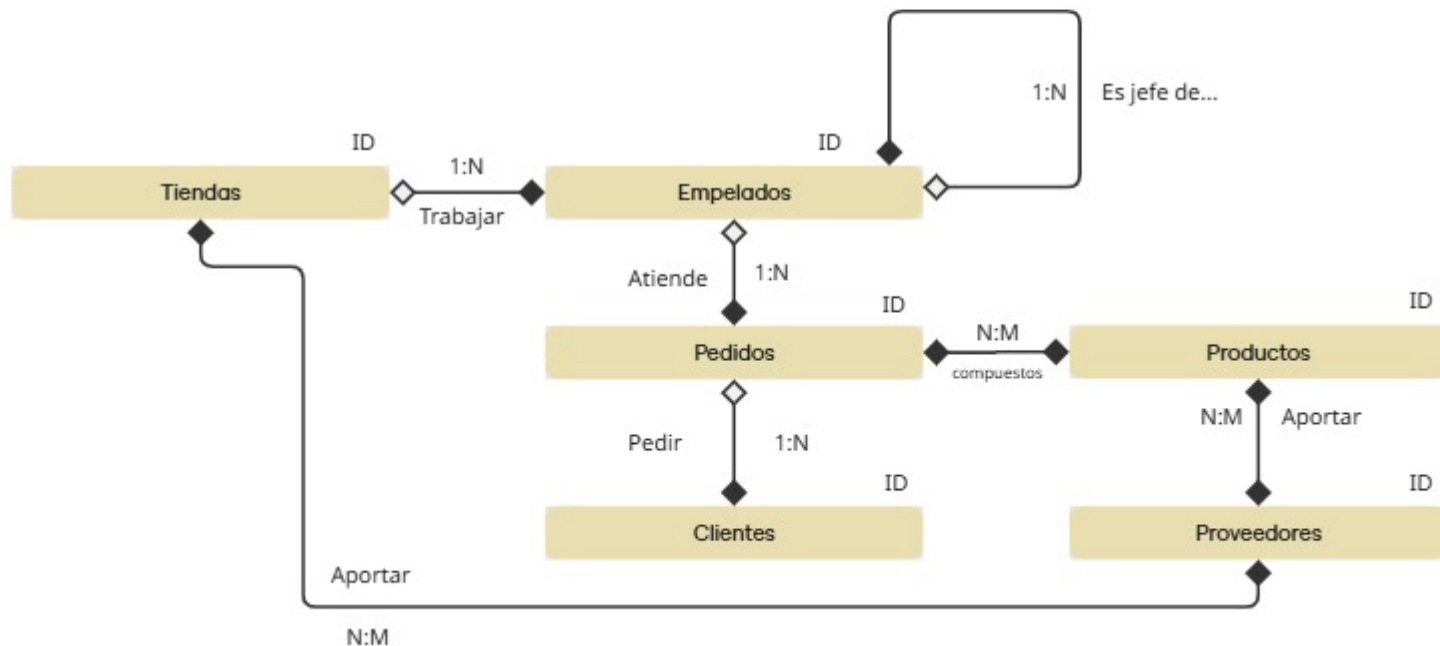 1:N
Es jefe de...
ID
ID
1:N
Tiendas
Empelados
Trabajar
Atiende
1:N
ID
ID
N:M
Pedidos
Productos
compuestos
N:M
Aportar
Pedir
1:N
ID
ID
Clientes
Proveedores
Aportar
N:M